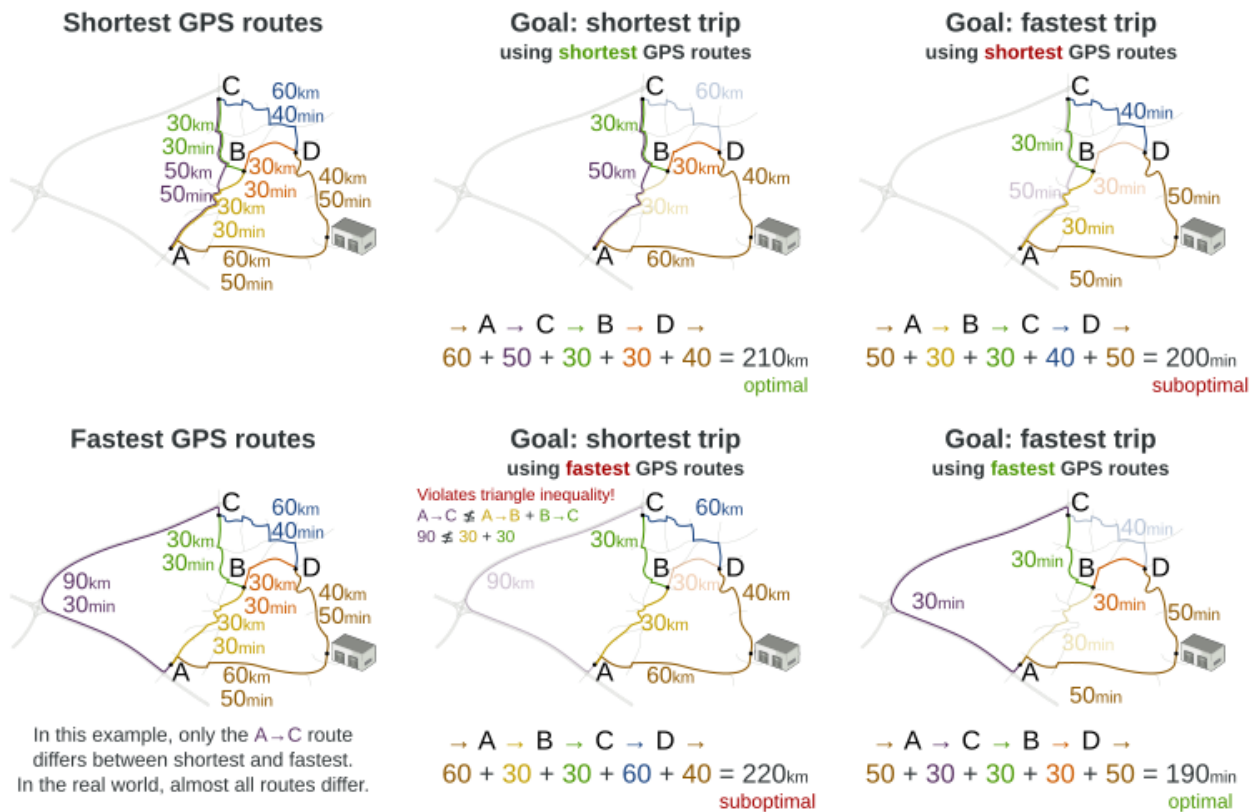 Shortest GPS routes
C
60km
40min
30km
30min
B
D
50km
50min
30km
30min
40km
50min
30km
30min
A
60km
50min
Goal: shortest trip
using shortest GPS routes
C
60km
30km
B
D
50km
30km
40km
30km
A
60km
→ A → C → B → D →
60 + 50 + 30 + 30 + 40 = 210km
optimal
Goal: fastest trip
using shortest GPS routes
C
40min
30min
B
D
50min
30min
50min
30min
A
50min
→ A → B → C → D →
50 + 30 + 30 + 40 + 50 = 200min
suboptimal
Fastest GPS routes
C
60km
40min
30km
30min
B
D
90km
30min
30km
30min
40km
50min
30km
30min
A
60km
50min
In this example, only the A→C route
differs between shortest and fastest.
In the real world, almost all routes differ.
Goal: shortest trip
using fastest GPS routes
Violates triangle inequality!
A→C ≰ A→B + B→C
90 ≰ 30 + 30
C
60km
30km
B
D
90km
30km
40km
30km
A
60km
→ A → B → C → D →
60 + 30 + 30 + 60 + 40 = 220km
suboptimal
Goal: fastest trip
using fastest GPS routes
C
40min
30min
B
D
30min
30min
50min
30min
A
50min
→ A → C → B → D →
50 + 30 + 30 + 30 + 50 = 190min
optimal